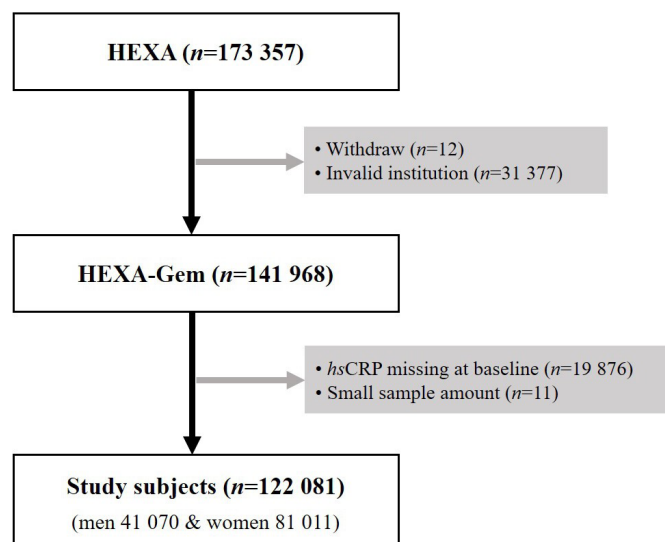 HEXA (n=173 357)
• Withdraw (n=12)
• Invalid institution (n=31 377)
HEXA-Gem (n=141 968)
• hsCRP missing at baseline (n=19 876)
• Small sample amount (n=11)
Study subjects (n=122 081)
(men 41 070 & women 81 011)